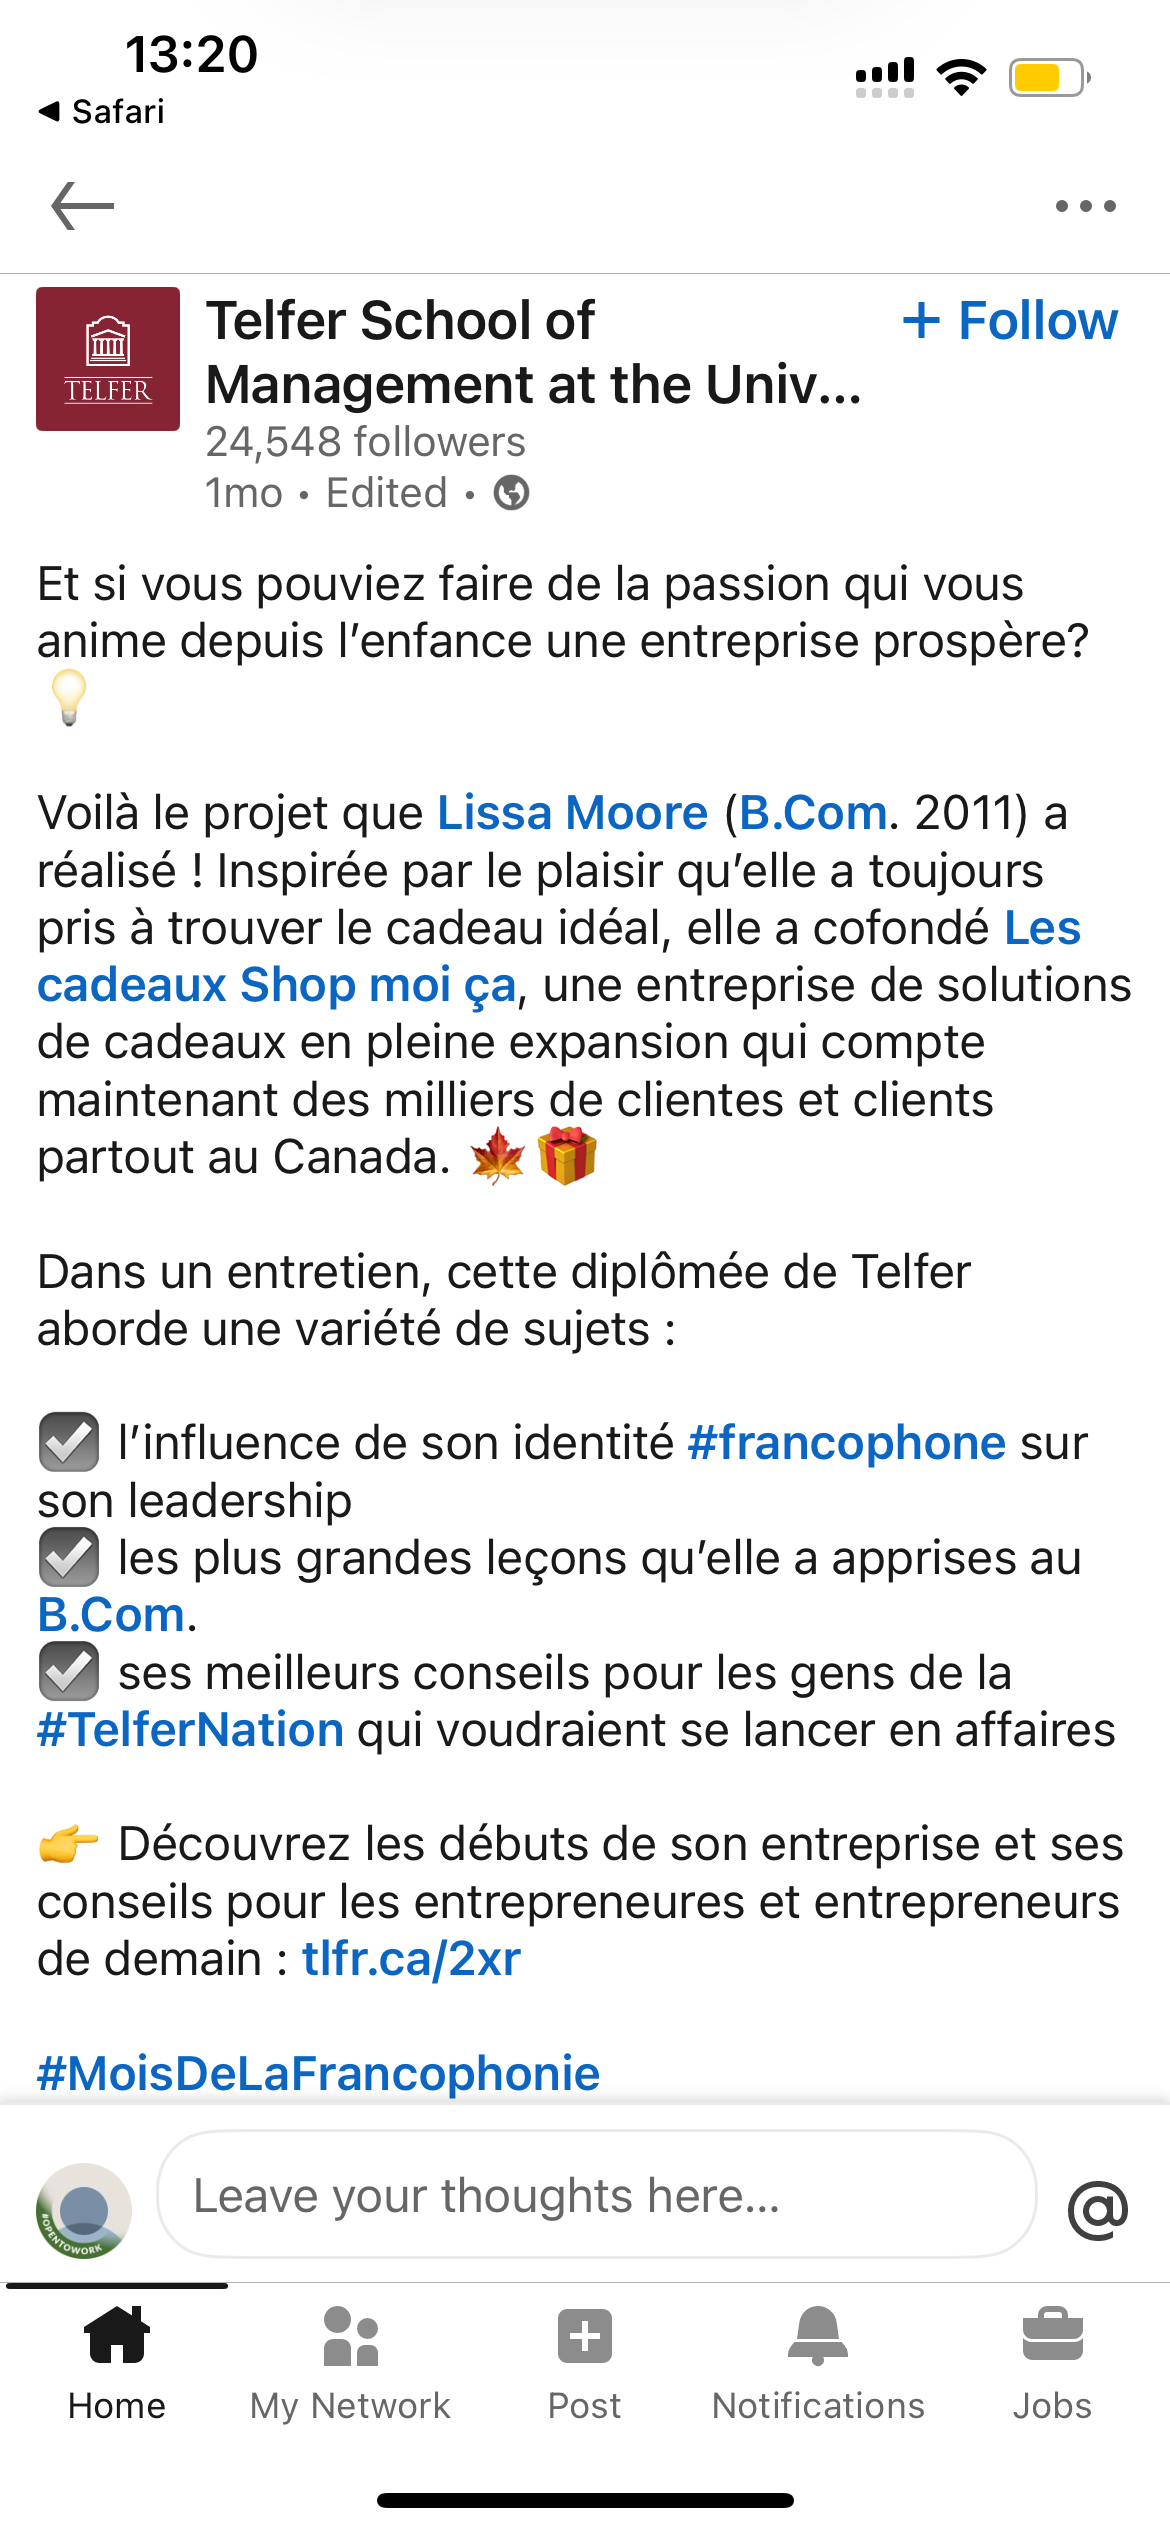 13:20
◀ Safari
TELFER
Telfer School of
Management at the Univ...
+ Follow
24,548 followers
1mo • Edited •
Et si vous pouviez faire de la passion qui vous
anime depuis l’enfance une entreprise prospère?
💡
Voilà le projet que Lissa Moore (B.Com. 2011) a
réalisé ! Inspirée par le plaisir qu’elle a toujours
pris à trouver le cadeau idéal, elle a cofondé Les
cadeaux Shop moi ça, une entreprise de solutions
de cadeaux en pleine expansion qui compte
maintenant des milliers de clientes et clients
partout au Canada. 🍁🎁
Dans un entretien, cette diplômée de Telfer
aborde une variété de sujets :
☑️ l’influence de son identité #francophone sur
son leadership
☑️ les plus grandes leçons qu’elle a apprises au
B.Com.
☑️ ses meilleurs conseils pour les gens de la
#TelferNation qui voudraient se lancer en affaires
👉 Découvrez les débuts de son entreprise et ses
conseils pour les entrepreneures et entrepreneurs
de demain : tlfr.ca/2xr
#MoisDeLaFrancophonie
#OPENTOWORK
Leave your thoughts here...
@
Home
My Network
Post
Notifications
Jobs